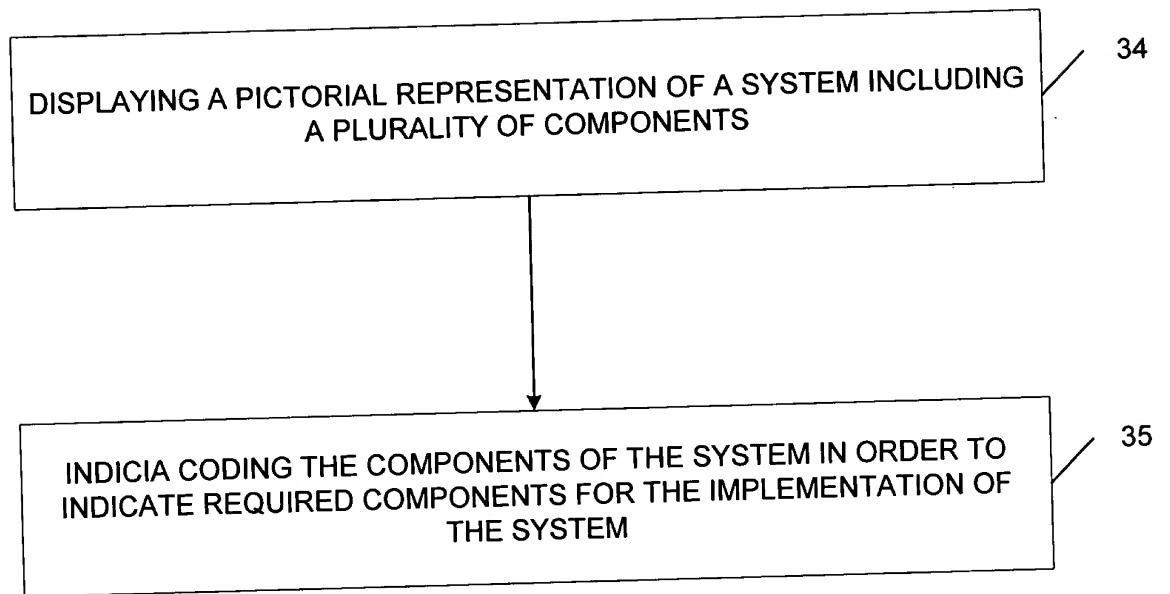 DISPLAYING A PICTORIAL REPRESENTATION OF A SYSTEM INCLUDING
A PLURALITY OF COMPONENTS
34
INDICIA CODING THE COMPONENTS OF THE SYSTEM IN ORDER TO
INDICATE REQUIRED COMPONENTS FOR THE IMPLEMENTATION OF
THE SYSTEM
35